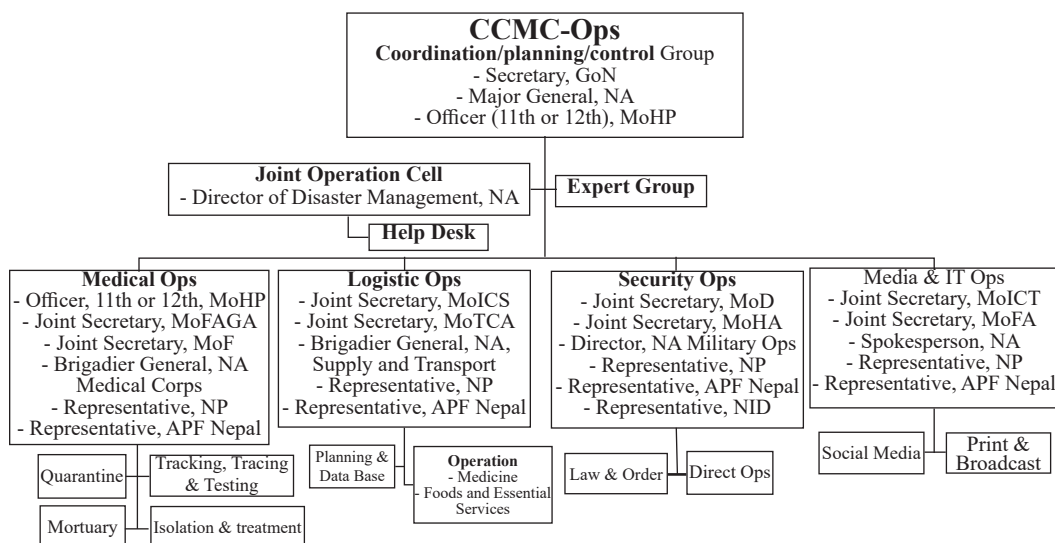 CCMC-Ops
Coordination/planning/control Group
- Secretary, GoN
- Major General, NA
- Officer (11th or 12th), MoHP
Joint Operation Cell
- Director of Disaster Management, NA
Expert Group
Help Desk
Medical Ops
- Officer, 11th or 12th, MoHP
- Joint Secretary, MoFAGA
- Joint Secretary, MoF
- Brigadier General, NA
Medical Corps
- Representative, NP
- Representative, APF Nepal
Logistic Ops
- Joint Secretary, MoICS
- Joint Secretary, MoTCA
- Brigadier General, NA,
Supply and Transport
- Representative, NP
- Representative, APF Nepal
Security Ops
- Joint Secretary, MoD
- Joint Secretary, MoHA
- Director, NA Military Ops
- Representative, NP
- Representative, APF Nepal
- Representative, NID
Media & IT Ops
- Joint Secretary, MoICT
- Joint Secretary, MoFA
- Spokesperson, NA
- Representative, NP
- Representative, APF Nepal
Quarantine
Tracking, Tracing
& Testing
Mortuary
Isolation & treatment
Planning &
Data Base
Operation
- Medicine
- Foods and Essential
Services
Law & Order
Direct Ops
Social Media
Print &
Broadcast